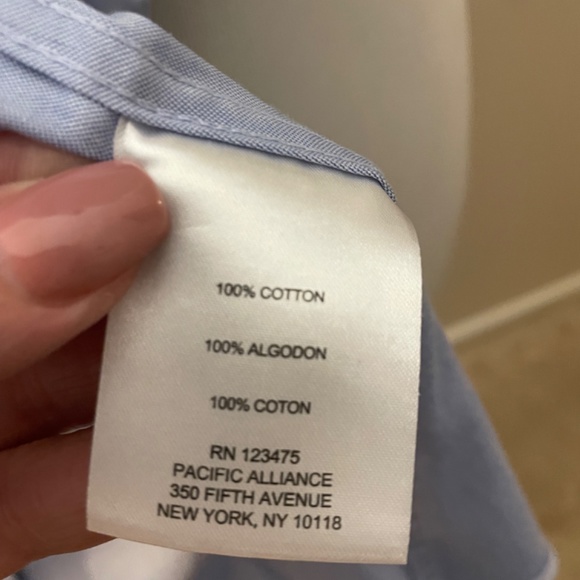 100% COTTON
100% ALGODON
100% COTON
RN 123475
PACIFIC ALLIANCE
350 FIFTH AVENUE
NEW YORK, NY 10118